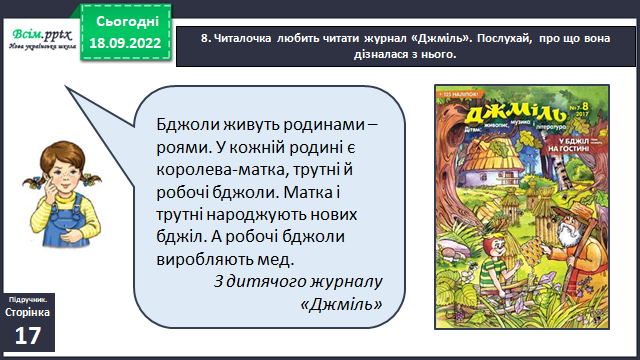 Всім.pptx
Нова українська школа
Сьогодні
18.09.2022
8. Читалочка любить читати журнал «Джміль». Послухай, про що вона
дізналася з нього.
Бджоли живуть родинами –
роями. У кожній родині є
королева-матка, трутні й
робочі бджоли. Матка і
трутні народжують нових
бджіл. А робочі бджоли
виробляють мед.
З дитячого журналу
«Джміль»
+ 123 НАЛІПКИ!
ДЖМІЛЬ
№ 7-8
2017
Дітям: живопис, музика і література
У БДЖІЛ
НА ГОСТИНІ
Підручник.
Сторінка
17